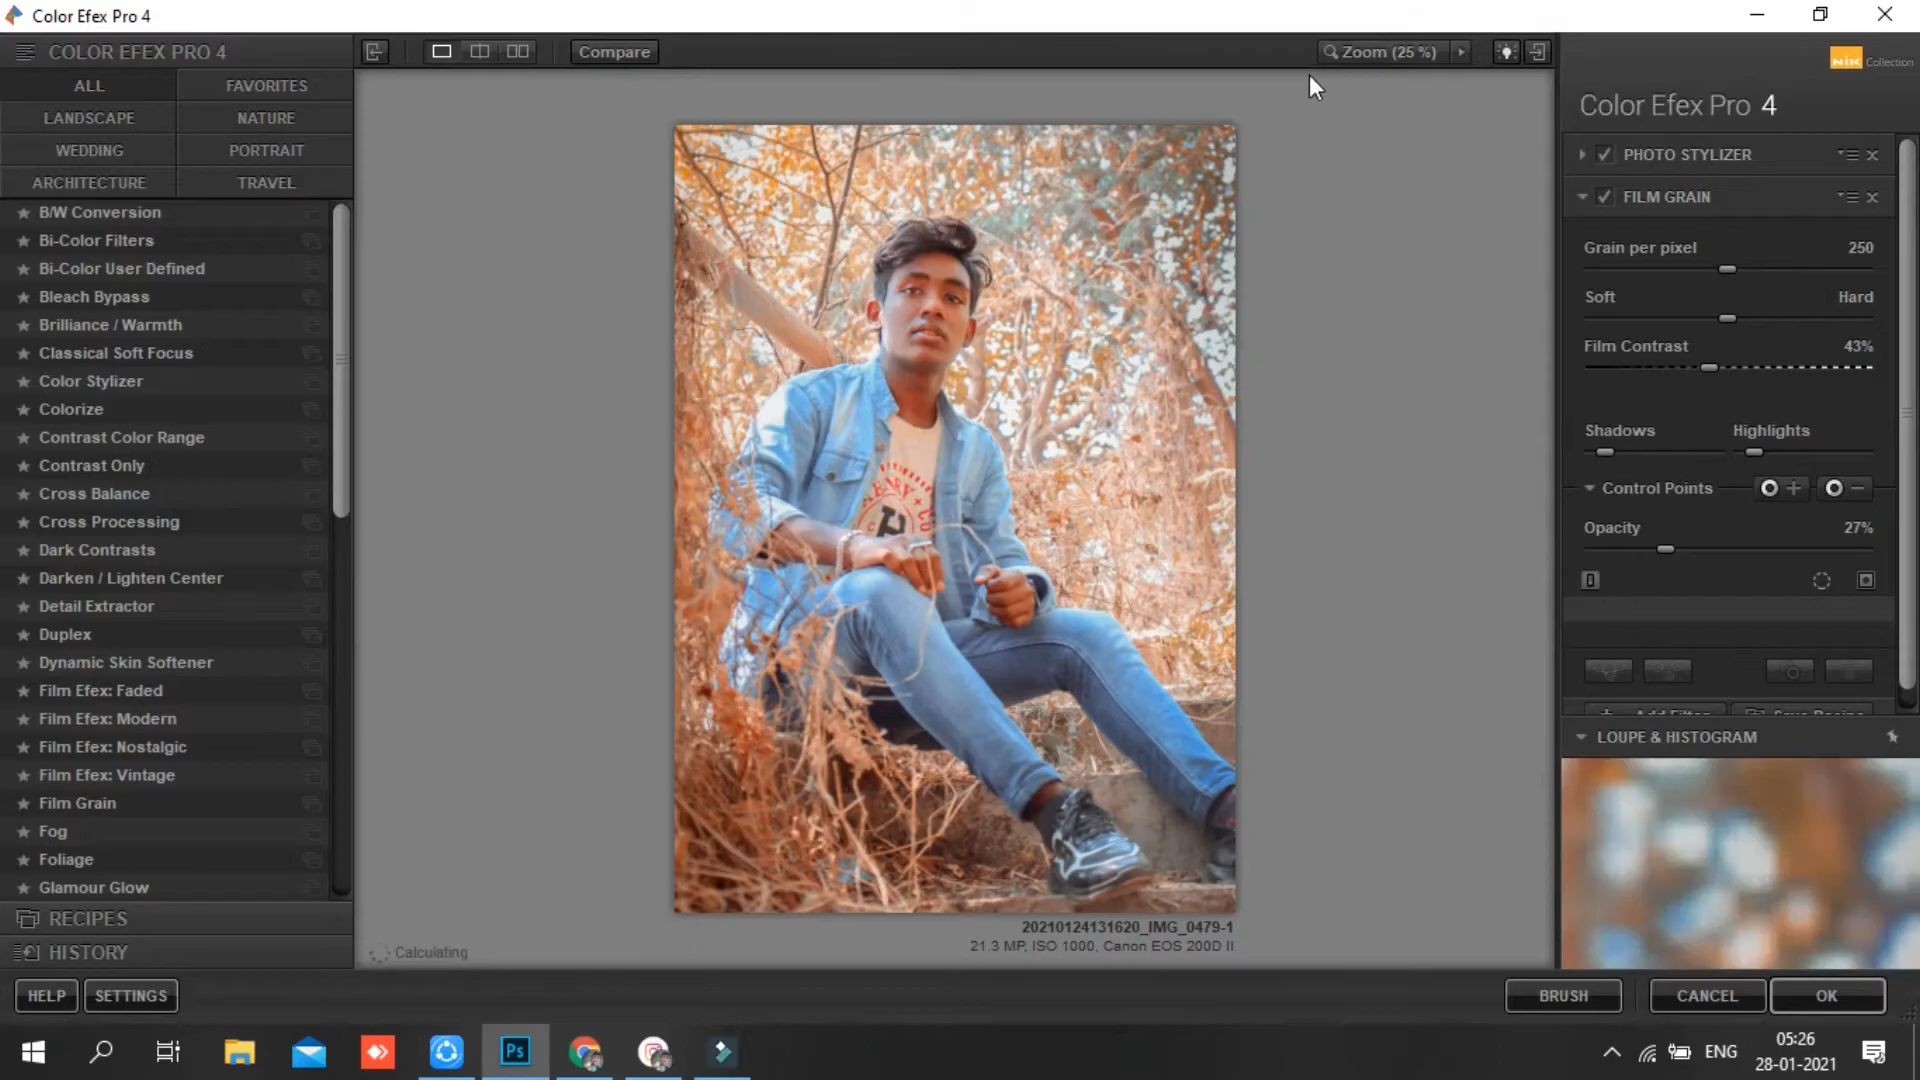 Color Efex Pro 4
COLOR EFEX PRO 4
ALL
FAVORITES
LANDSCAPE
NATURE
WEDDING
PORTRAIT
ARCHITECTURE
TRAVEL
B/W Conversion
Bi-Color Filters
Bi-Color User Defined
Bleach Bypass
Brilliance / Warmth
Classical Soft Focus
Color Stylizer
Colorize
Contrast Color Range
Contrast Only
Cross Balance
Cross Processing
Dark Contrasts
Darken / Lighten Center
Detail Extractor
Duplex
Dynamic Skin Softener
Film Efex: Faded
Film Efex: Modern
Film Efex: Nostalgic
Film Efex: Vintage
Film Grain
Fog
Foliage
Glamour Glow
RECIPES
HISTORY
HELP
SETTINGS
Compare
Zoom (25 %)
H
20210124131620_IMG_0479-1
21.3 MP, ISO 1000, Canon EOS 200D II
Calculating
NIK Collection
Color Efex Pro 4
PHOTO STYLIZER
FILM GRAIN
Grain per pixel 250
Soft Hard
Film Contrast 43%
Shadows Highlights
Control Points
Opacity 27%
Add Filter
Save Recipe
LOUPE & HISTOGRAM
BRUSH
CANCEL
OK
Ps
ENG
05:26
28-01-2021